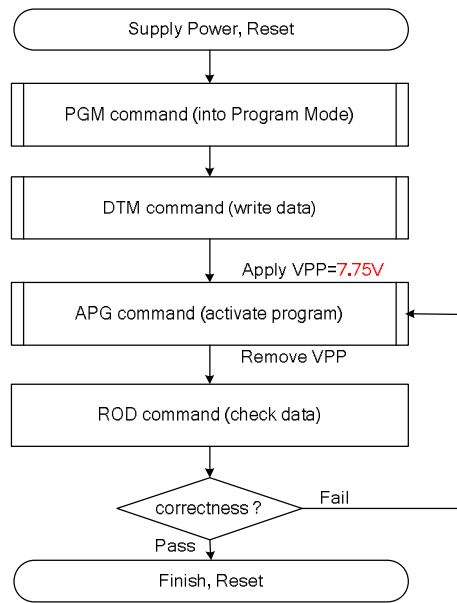 Supply Power, Reset
PGM command (into Program Mode)
DTM command (write data)
Apply VPP=7.75V
APG command (activate program)
Remove VPP
ROD command (check data)
correctness ?
Fail
Pass
Finish, Reset